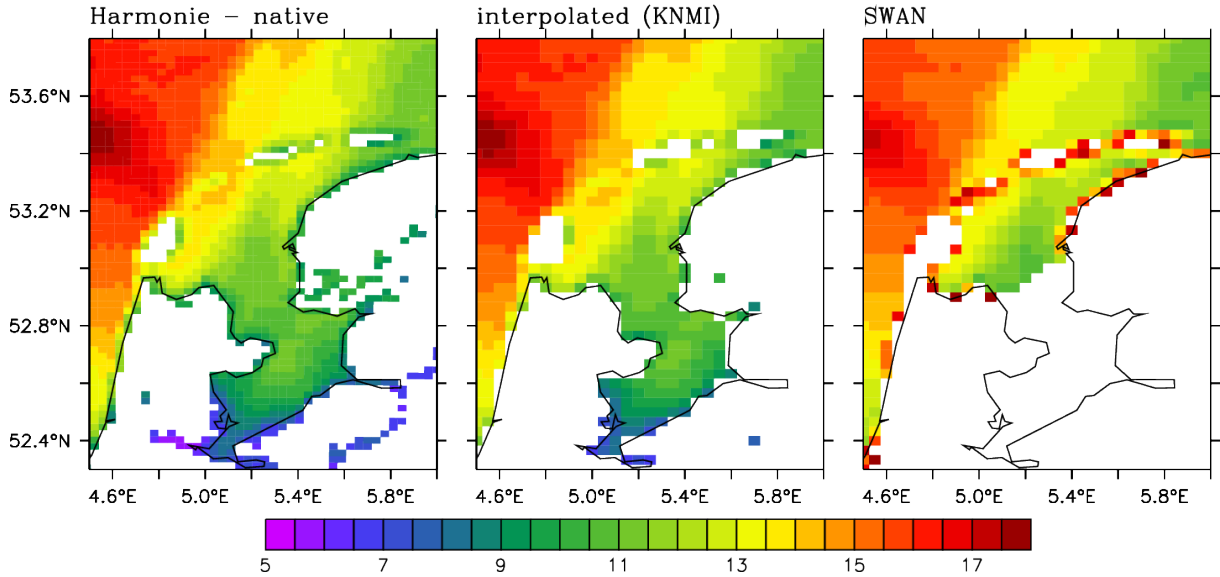 Harmonie – native
interpolated (KNMI)
SWAN
53.6°N
53.2°N
52.8°N
52.4°N
4.6°E 5.0°E 5.4°E 5.8°E
4.6°E 5.0°E 5.4°E 5.8°E
4.6°E 5.0°E 5.4°E 5.8°E
5 7 9 11 13 15 17